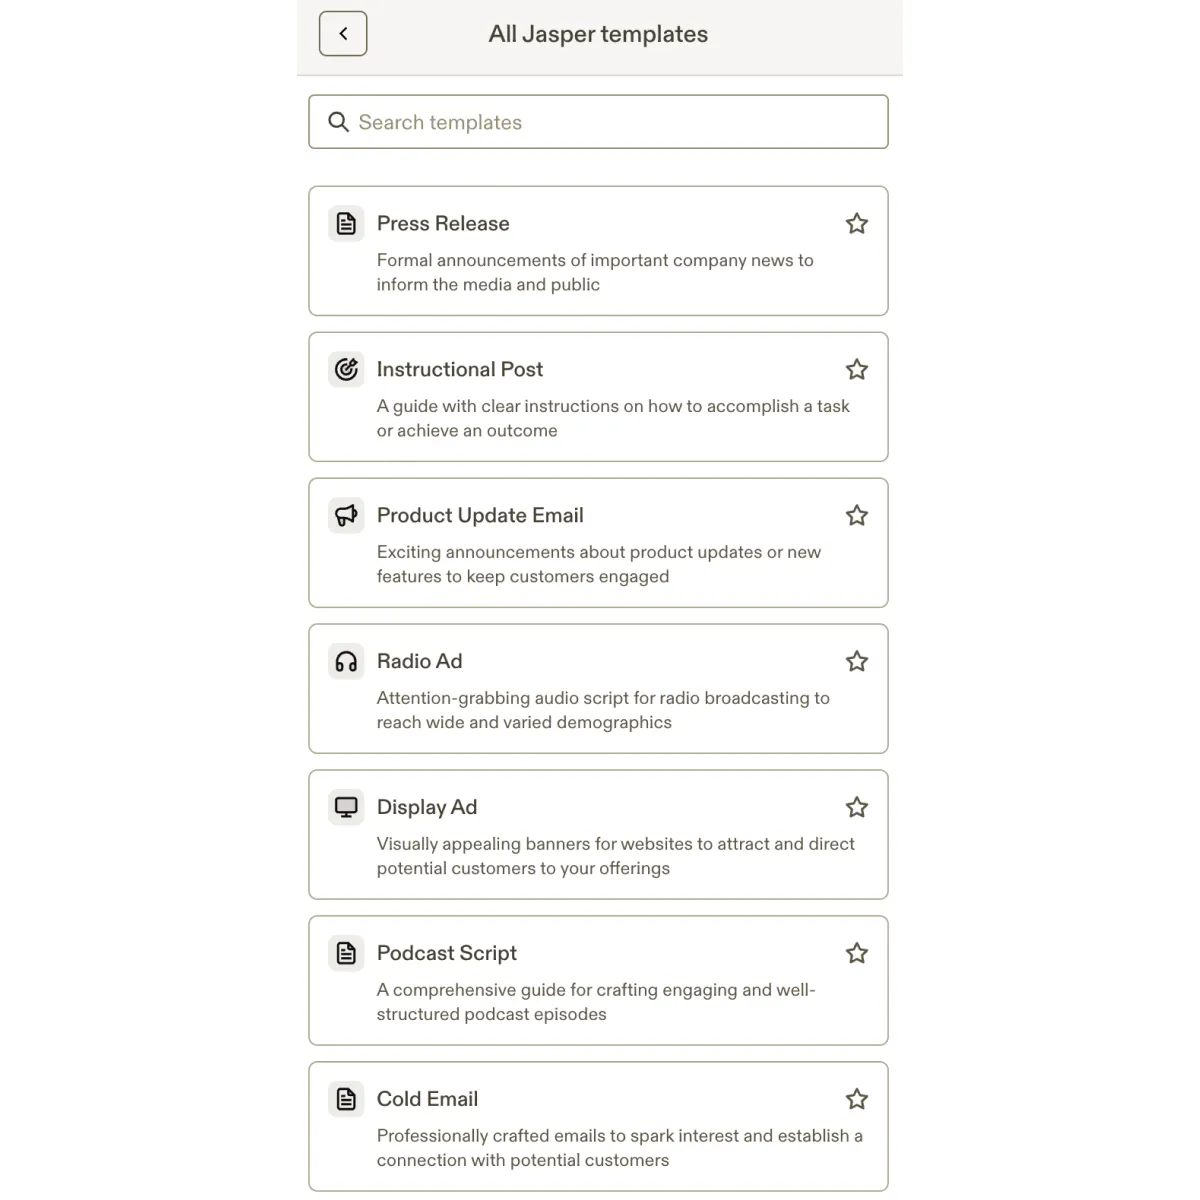 All Jasper templates
Search templates
Press Release
Formal announcements of important company news to
inform the media and public
Instructional Post
A guide with clear instructions on how to accomplish a task
or achieve an outcome
Product Update Email
Exciting announcements about product updates or new
features to keep customers engaged
Radio Ad
Attention-grabbing audio script for radio broadcasting to
reach wide and varied demographics
Display Ad
Visually appealing banners for websites to attract and direct
potential customers to your offerings
Podcast Script
A comprehensive guide for crafting engaging and well-
structured podcast episodes
Cold Email
Professionally crafted emails to spark interest and establish a
connection with potential customers